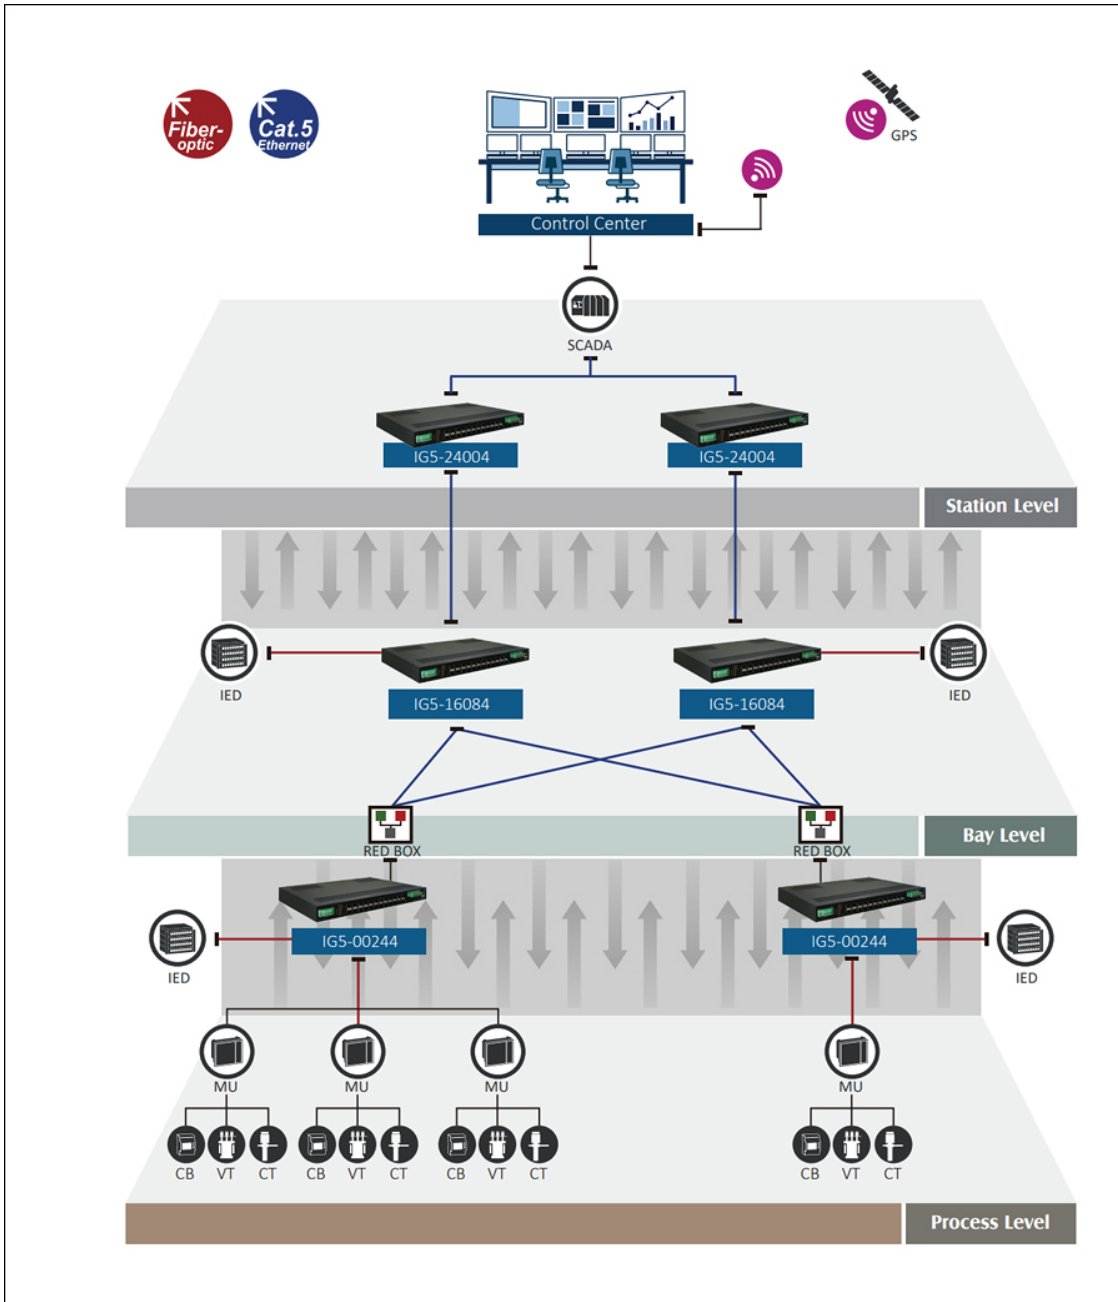 Fiber-
optic
Cat.5
Ethernet
GPS
Control Center
SCADA
IG5-24004
IG5-24004
Station Level
IED
IED
IG5-16084
IG5-16084
RED BOX
RED BOX
Bay Level
IG5-00244
IG5-00244
IED
IED
MU
MU
MU
MU
CB
VT
CT
CB
VT
CT
CB
VT
CT
CB
VT
CT
Process Level